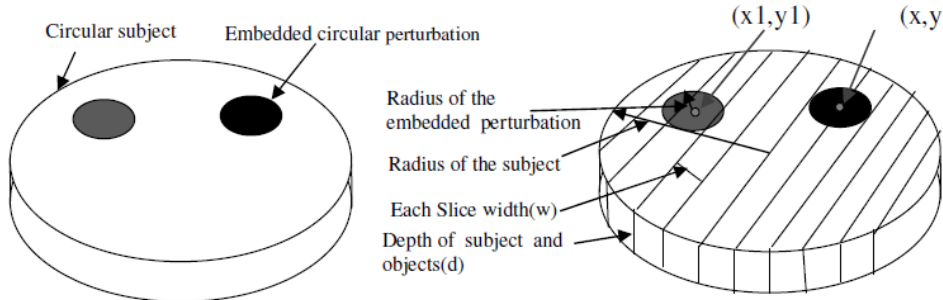 Circular subject
Embedded circular perturbation
(x1,y1)
(x,y
Radius of the
embedded perturbation
Radius of the subject
Each Slice width(w)
Depth of subject and
objects(d)